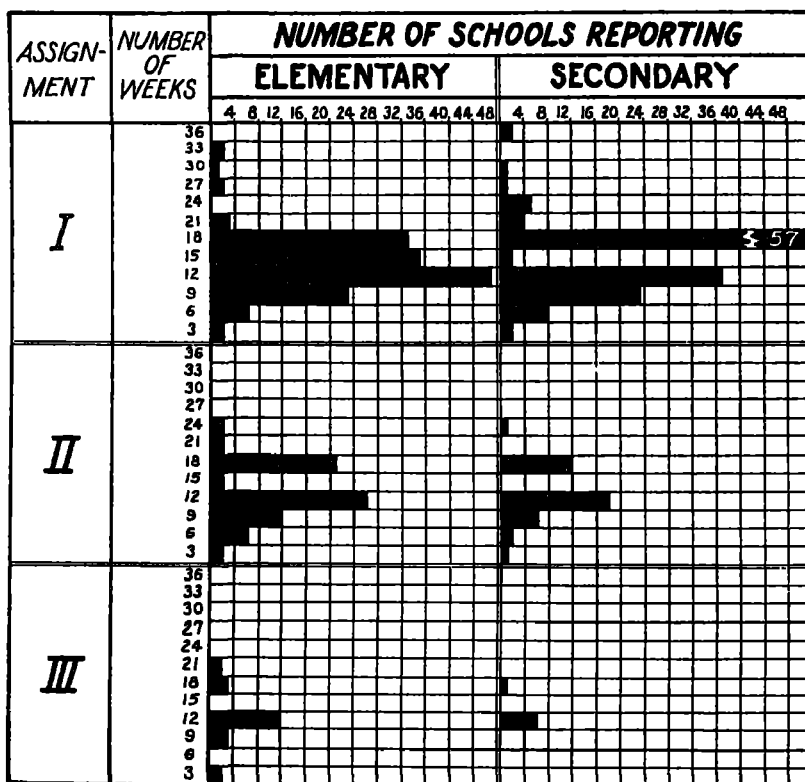 NUMBER OF SCHOOLS REPORTING
ASSIGN-
MENT
NUMBER
OF
WEEKS
ELEMENTARY
SECONDARY
4 8 12 16 20 24 28 32 36 40 44 48
4 8 12 16 20 24 28 32 36 40 44 48
I
36
33
30
27
24
21
18
57
15
12
9
6
3
II
36
33
30
27
24
21
18
15
12
9
6
3
III
36
33
30
27
24
21
18
15
12
9
6
3